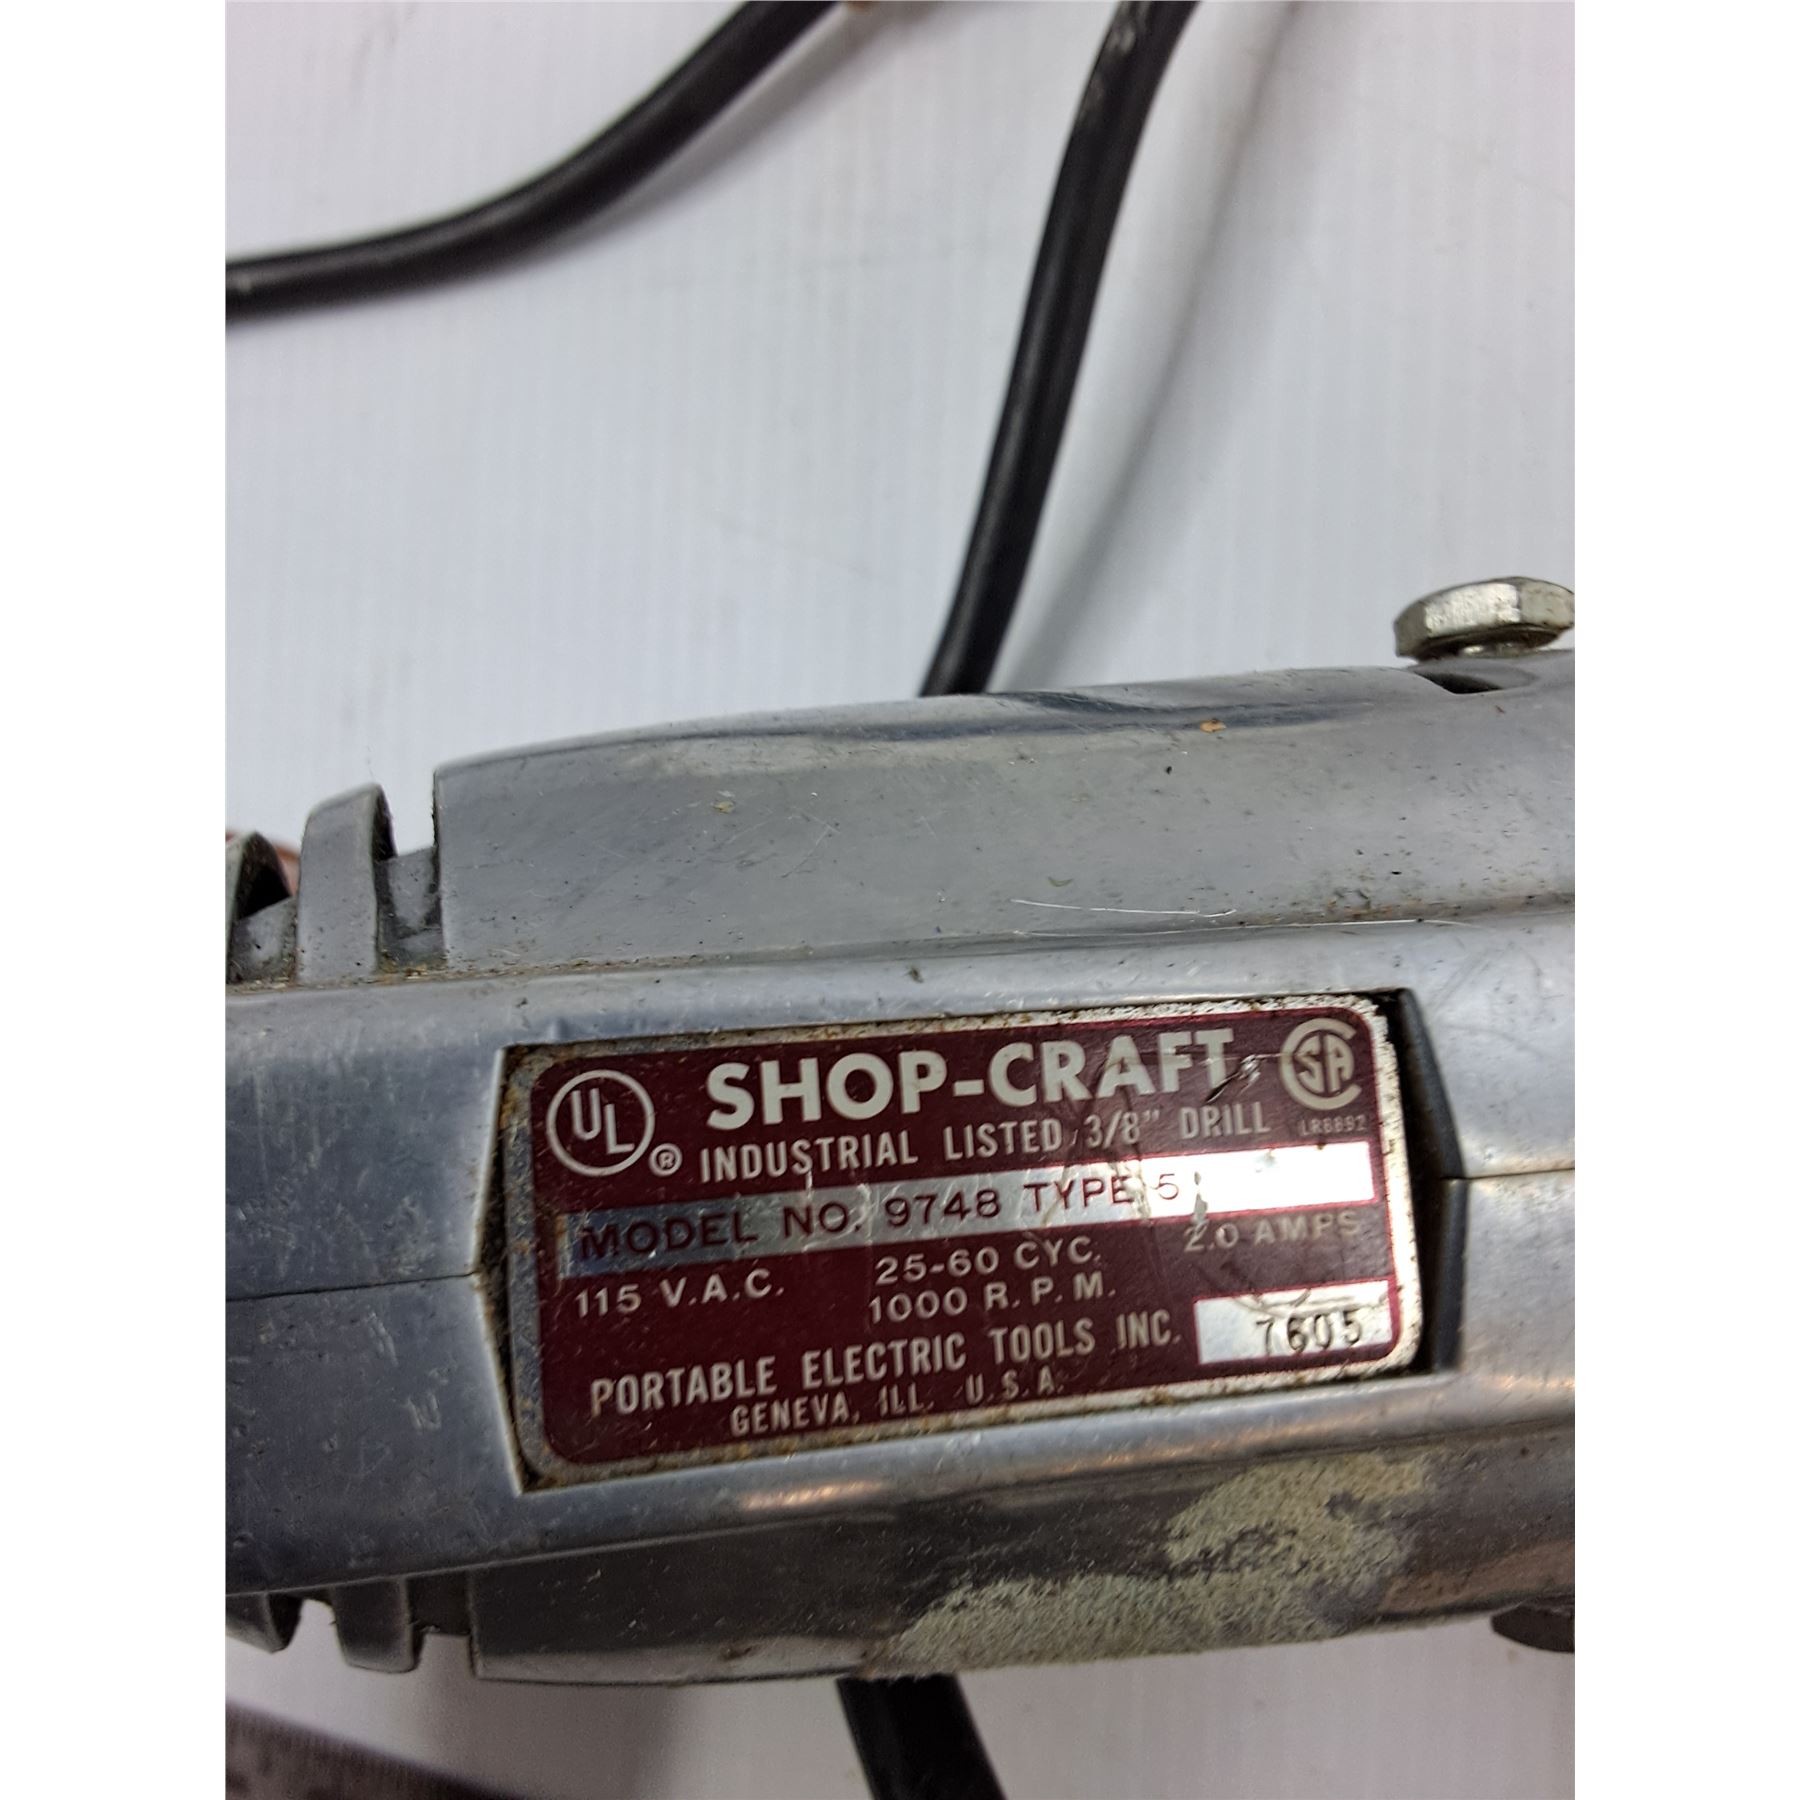 UL ® SHOP-CRAFT SA
INDUSTRIAL LISTED 3/8" DRILL LR6892
MODEL NO. 9748 TYPE 5
115 V.A.C. 25-60 CYC. 2.0 AMPS
1000 R.P.M.
PORTABLE ELECTRIC TOOLS INC. 7605
GENEVA, ILL. U.S.A.